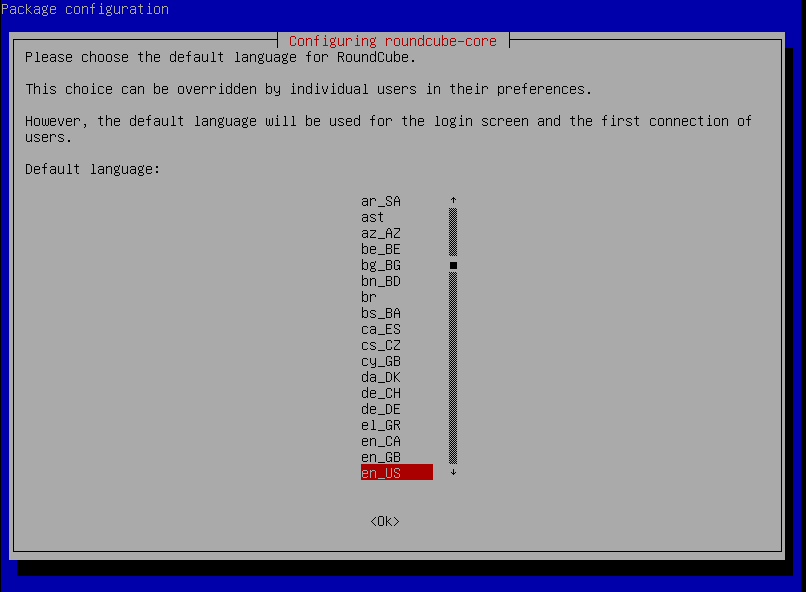 Package configuration
Configuring roundcube-core
Please choose the default language for RoundCube.
This choice can be overridden by individual users in their preferences.
However, the default language will be used for the login screen and the first connection of
users.
Default language:
ar_SA
ast
az_AZ
be_BE
bg_BG
bn_BD
br
bs_BA
ca_ES
cs_CZ
cy_GB
da_DK
de_CH
de_DE
el_GR
en_CA
en_GB
en_US
<Ok>